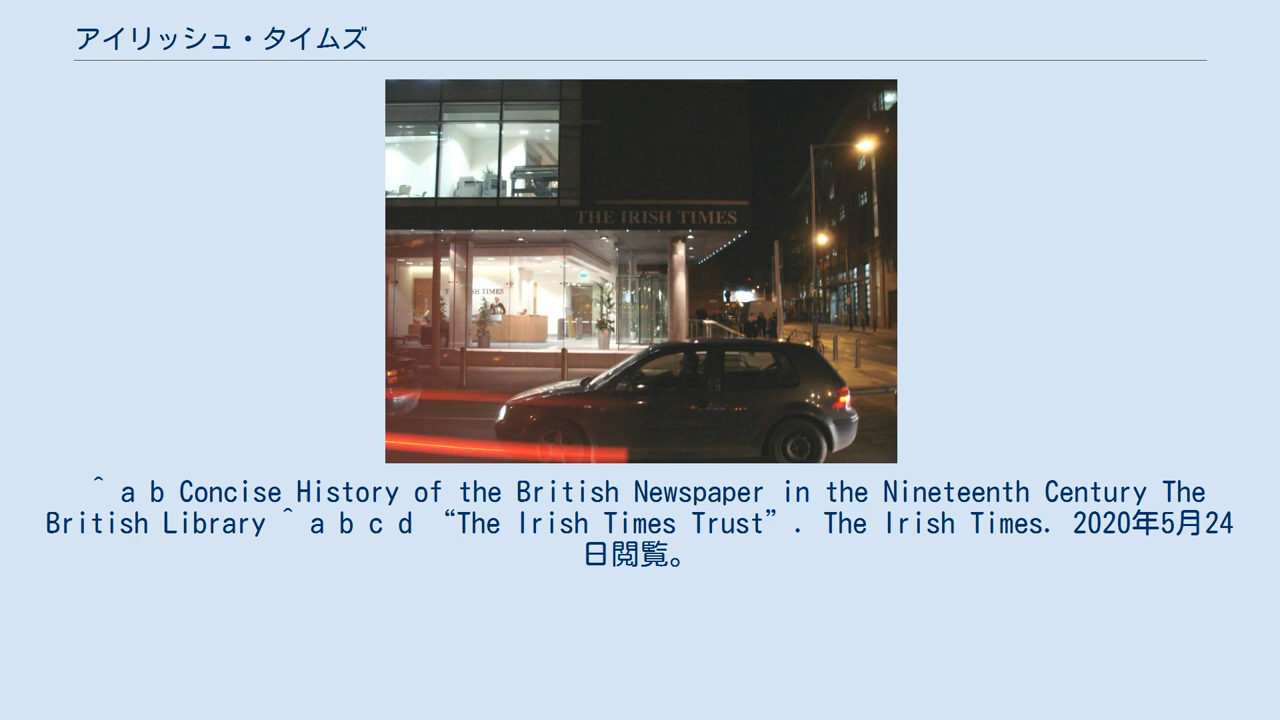 アイリッシュ・タイムズ
THE IRISH TIMES
SH TIMES
^ a b Concise History of the British Newspaper in the Nineteenth Century The
British Library ^ a b c d “The Irish Times Trust”. The Irish Times. 2020年5月24
日閲覧。